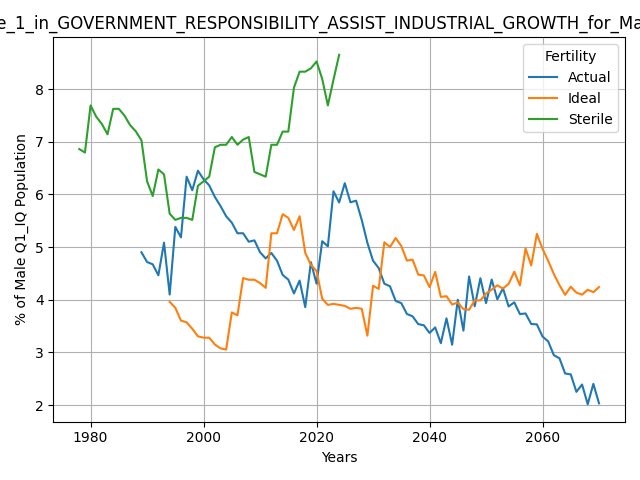 e_1_in_GOVERNMENT_RESPONSIBILITY_ASSIST_INDUSTRIAL_GROWTH_for_Ma
Fertility
Actual
Ideal
Sterile
% of Male Q1_IQ Population
8
7
6
5
4
3
2
1980
2000
2020
2040
2060
Years